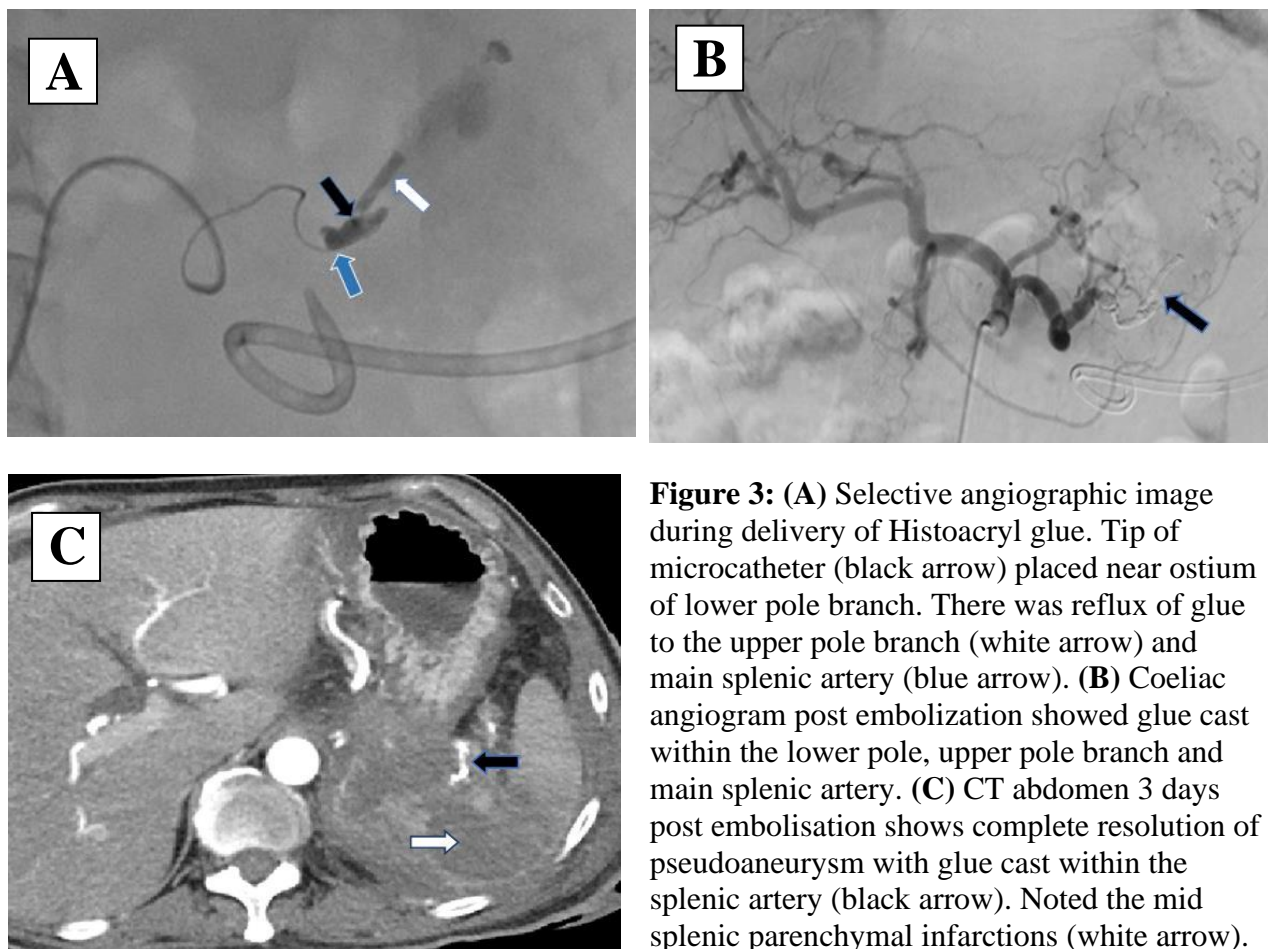 A
B
C
Figure 3: (A) Selective angiographic image
during delivery of Histoacryl glue. Tip of
microcatheter (black arrow) placed near ostium
of lower pole branch. There was reflux of glue
to the upper pole branch (white arrow) and
main splenic artery (blue arrow). (B) Coeliac
angiogram post embolization showed glue cast
within the lower pole, upper pole branch and
main splenic artery. (C) CT abdomen 3 days
post embolisation shows complete resolution of
pseudoaneurysm with glue cast within the
splenic artery (black arrow). Noted the mid
splenic parenchymal infarctions (white arrow).